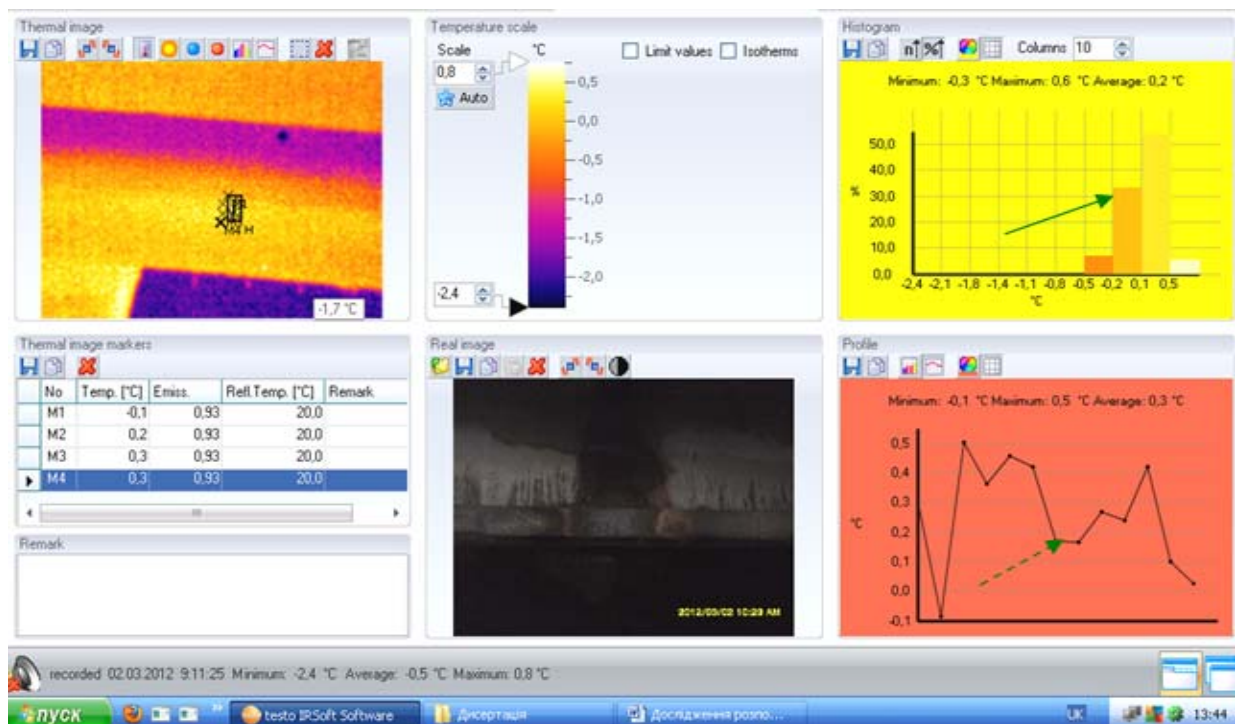 Thermal image
M4 H
-1,7 °C
Temperature scale
Scale
°C
Limit values
Isotherms
0,8
Auto
0,5
0,0
-0,5
-1,0
-1,5
-2,0
-2,4
Histogram
n
%
Columns 10
Minimum: -0,3 °C Maximum: 0,6 °C Average: 0,2 °C
50,0
40,0
30,0
20,0
10,0
0,0
%
-2,4 -2,1 -1,8 -1,4 -1,1 -0,8 -0,5 -0,2 0,1 0,5
°C
Thermal image markers
No Temp. [°C] Emiss. Refl.Temp. [°C] Remark
M1 -0,1 0,93 20,0
M2 0,2 0,93 20,0
M3 0,3 0,93 20,0
M4 0,3 0,93 20,0
Remark
Real image
2012/03/02 10:29 AM
Profile
Minimum: -0,1 °C Maximum: 0,5 °C Average: 0,3 °C
0,5
0,4
0,3
0,2
0,1
0,0
-0,1
°C
recorded 02.03.2012 9:11:25 Minimum: -2,4 °C Average: -0,5 °C Maximum: 0,8 °C
пуск
testo IRSoft Software
Дисертація
Дослідження розпо...
UK
13:44